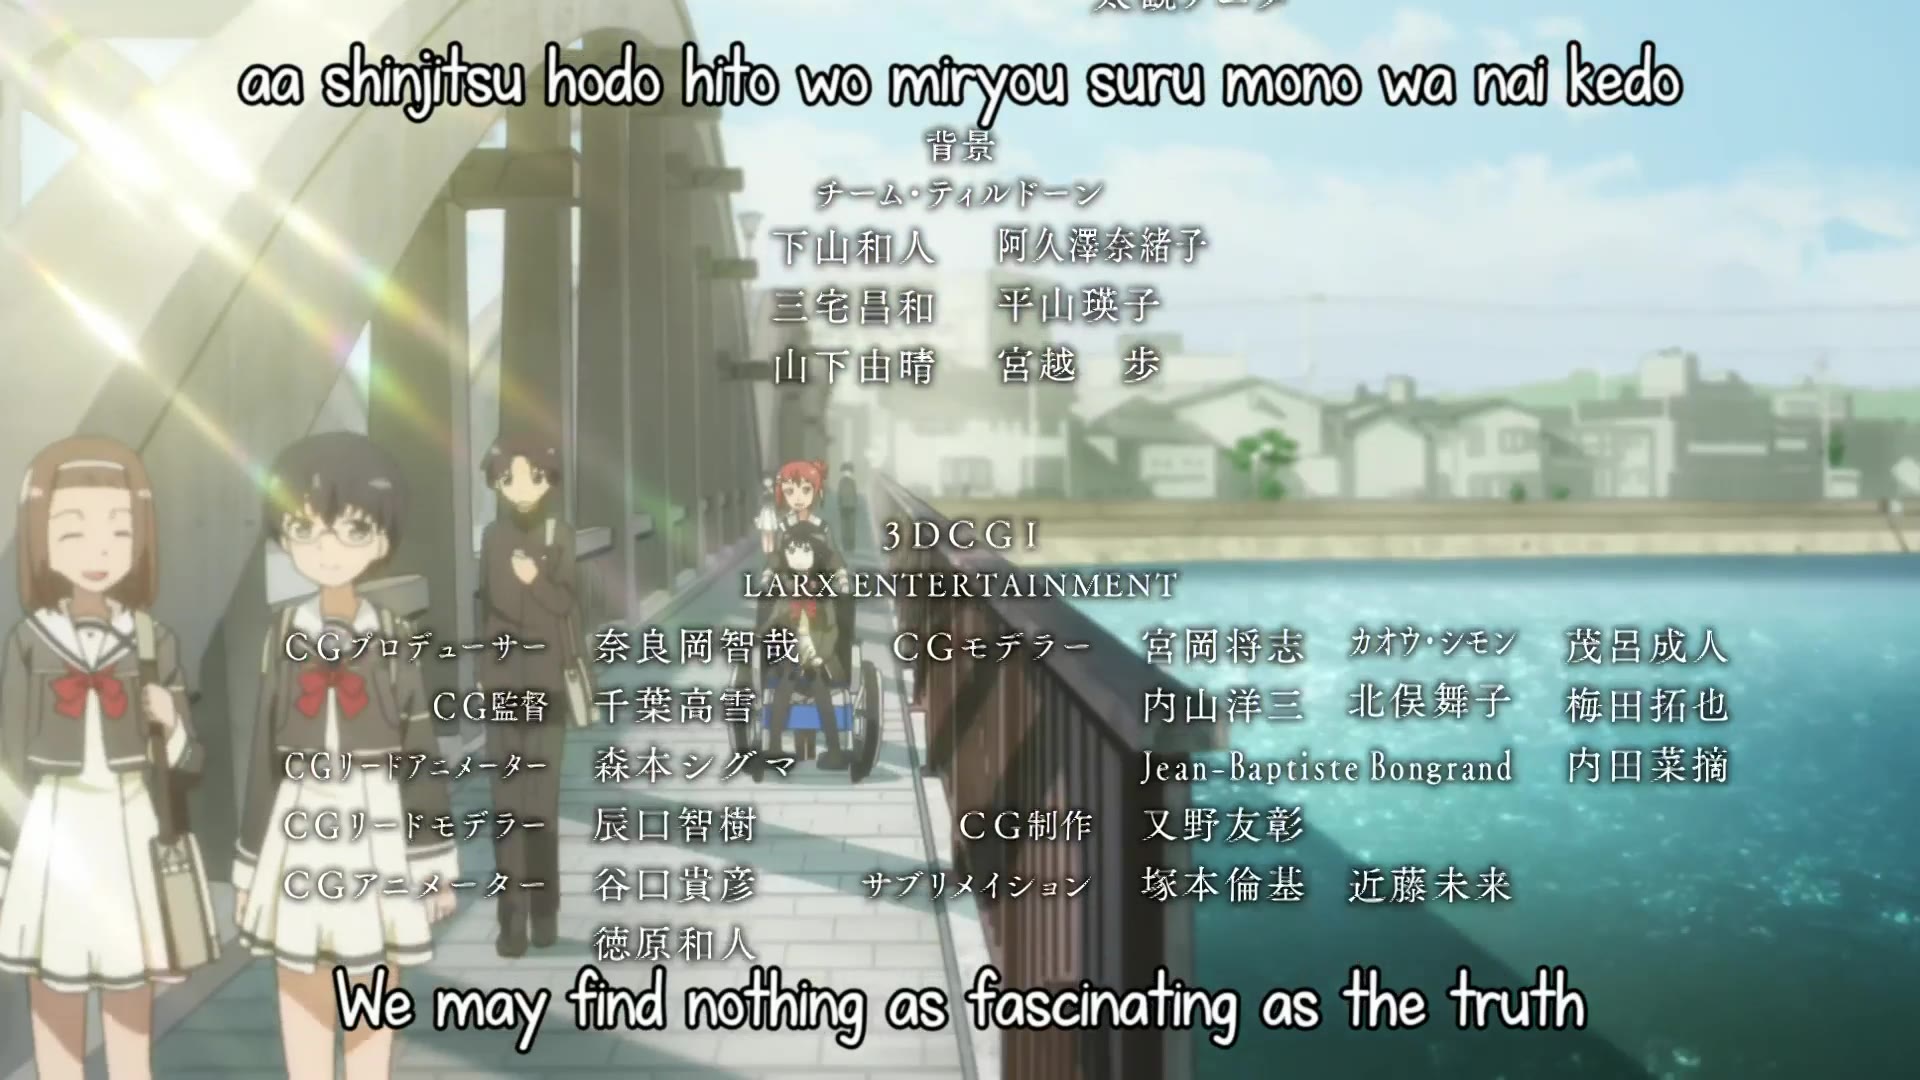 aa shinjitsu hodo hito wo miryou suru mono wa nai kedo
背景
チーム・ティルドーン
下山和人 阿久澤奈緒子
三宅昌和 平山瑛子
山下由晴 宮越 歩
3DCGI
LARX ENTERTAINMENT
CGプロデューサー 奈良岡智哉 CGモデラー 宮岡将志 カオウ・シモン 茂呂成人
CG監督 千葉高雪 内山洋三 北俣舞子 梅田拓也
CGリードアニメーター 森本シグマ Jean-Baptiste Bongrand 内田菜摘
CGリードモデラー 辰口智樹 CG制作 又野友彰
CGアニメーター 谷口貴彦 サブリメイション 塚本倫基 近藤未来
徳原和人
We may find nothing as fascinating as the truth